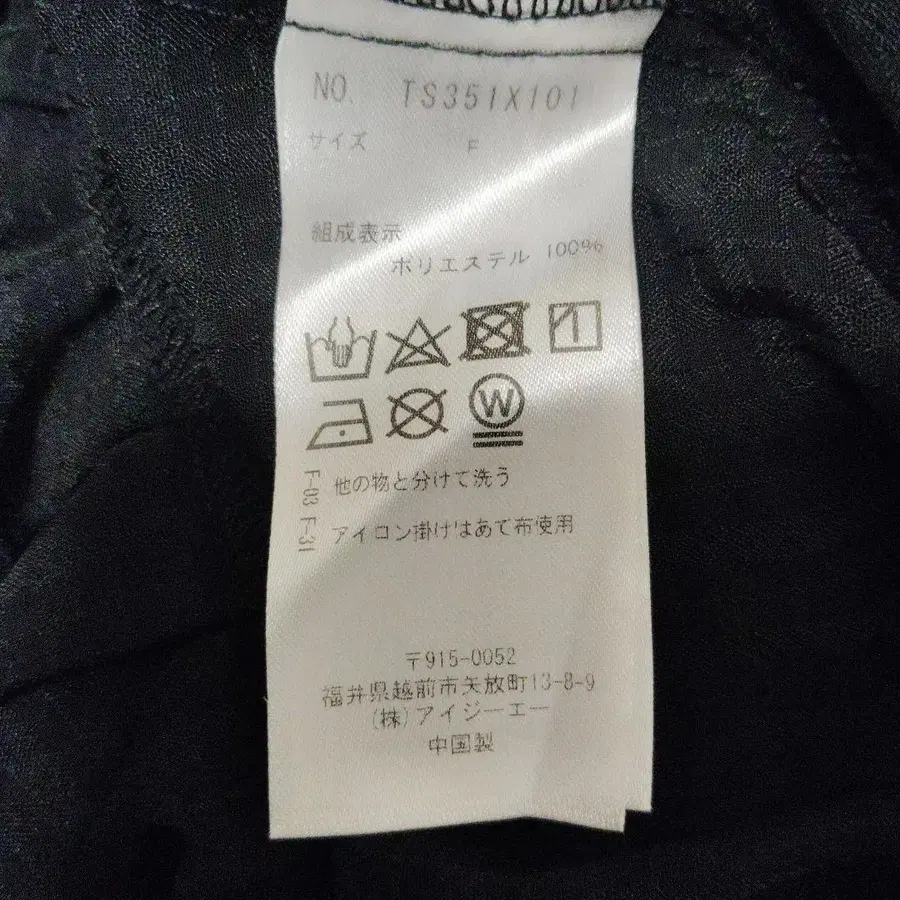 NO. TS351X101
サイズ F
組成表示
ポリエステル 100%
W
F-03 他の物と分けて洗う
F-31 アイロン掛けはあて布使用
〒915-0052
福井県越前市矢放町13-8-9
(株)アイジーエー
中国製